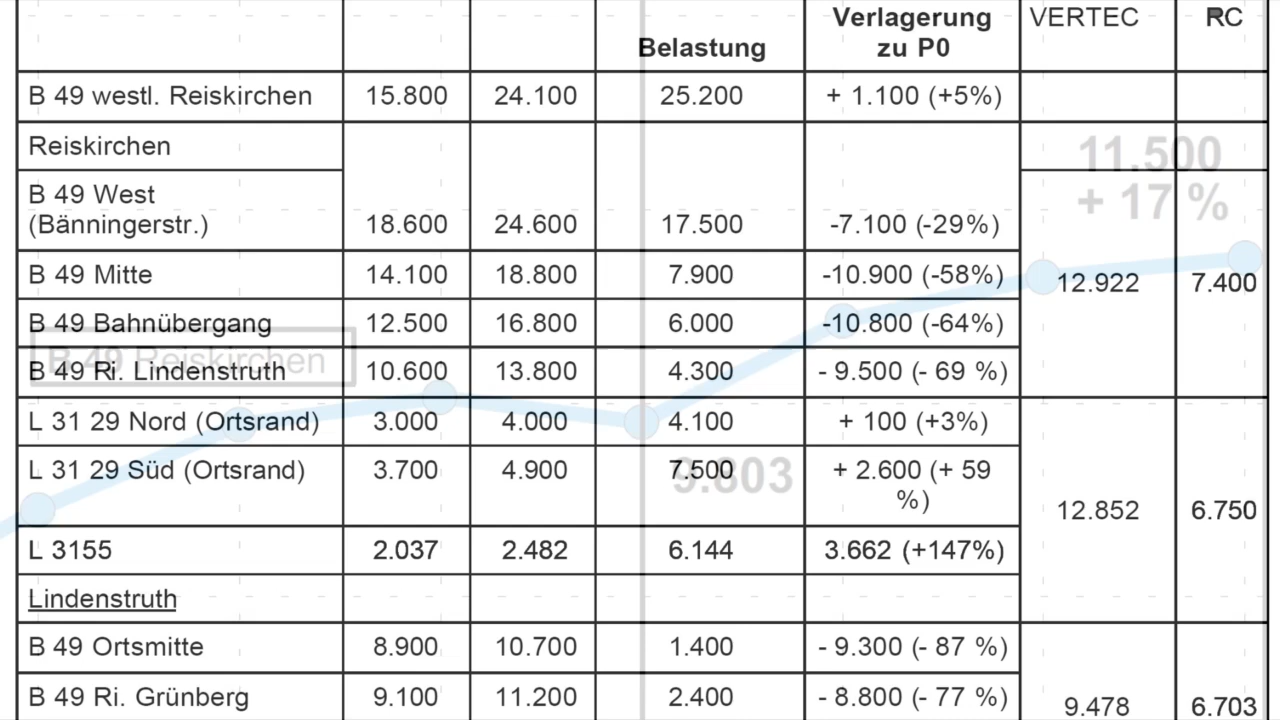 Verlagerung VERTEC RC
Belastung zu P0
B 49 westl. Reiskirchen 15.800 24.100 25.200 + 1.100 (+5%)
Reiskirchen
11.500
+ 17 %
B 49 West
(Bänningerstr.) 18.600 24.600 17.500 -7.100 (-29%)
B 49 Mitte 14.100 18.800 7.900 -10.900 (-58%) 12.922 7.400
B 49 Bahnübergang 12.500 16.800 6.000 -10.800 (-64%)
B 49 Reiskirchen
B 49 Ri. Lindenstruth 10.600 13.800 4.300 - 9.500 (- 69 %)
L 31 29 Nord (Ortsrand) 3.000 4.000 4.100 + 100 (+3%)
L 31 29 Süd (Ortsrand) 3.700 4.900 7.500 + 2.600 (+ 59
%)
9.803
12.852 6.750
L 3155 2.037 2.482 6.144 3.662 (+147%)
Lindenstruth
B 49 Ortsmitte 8.900 10.700 1.400 - 9.300 (- 87 %)
B 49 Ri. Grünberg 9.100 11.200 2.400 - 8.800 (- 77 %) 9.478 6.703